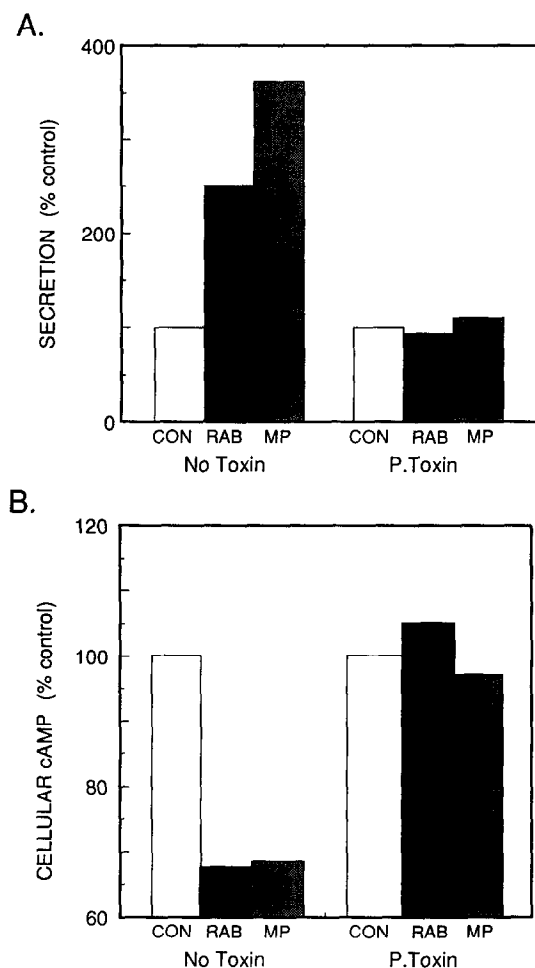 A.
SECRETION (% control)
400
200
0
CON RAB MP CON RAB MP
No Toxin P.Toxin
B.
CELLULAR cAMP (% control)
120
100
80
60
CON RAB MP CON RAB MP
No Toxin P.Toxin